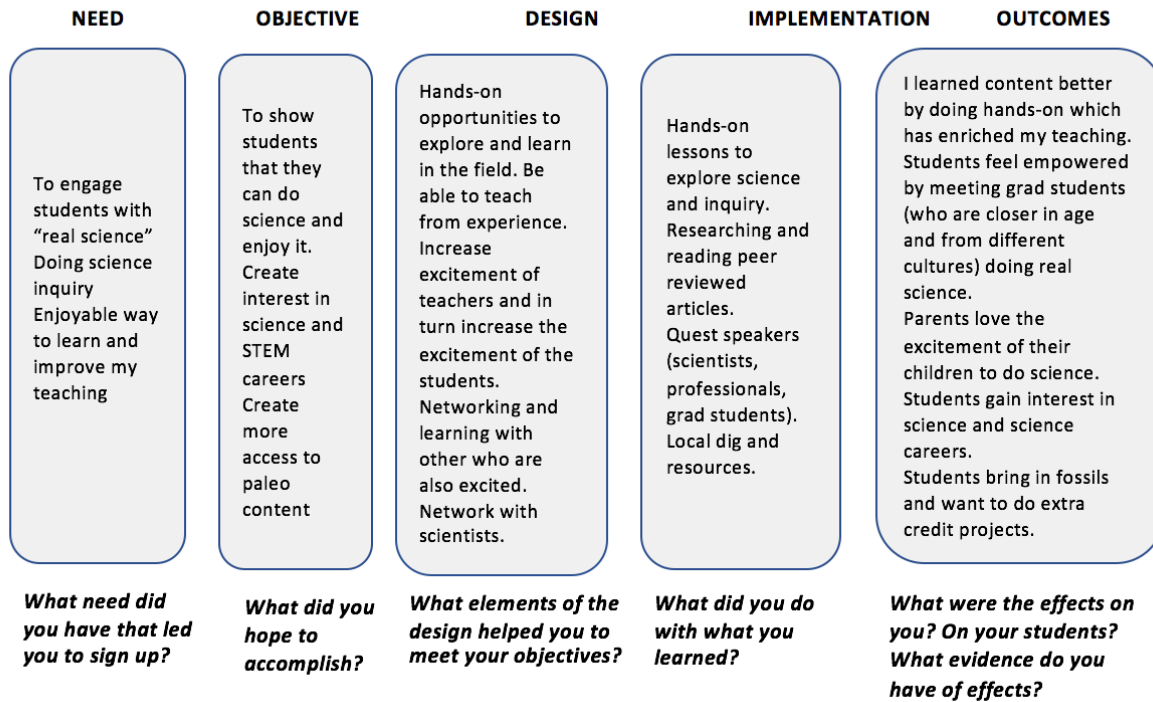 NEED
OBJECTIVE
DESIGN
IMPLEMENTATION
OUTCOMES
To engage
students with
“real science”
Doing science
inquiry
Enjoyable way
to learn and
improve my
teaching
To show
students
that they
can do
science and
enjoy it.
Create
interest in
science and
STEM
careers
Create
more
access to
paleo
content
Hands-on
opportunities to
explore and learn
in the field. Be
able to teach
from experience.
Increase
excitement of
teachers and in
turn increase the
excitement of the
students.
Networking and
learning with
other who are
also excited.
Network with
scientists.
Hands-on
lessons to
explore science
and inquiry.
Researching and
reading peer
reviewed
articles.
Quest speakers
(scientists,
professionals,
grad students).
Local dig and
resources.
I learned content better
by doing hands-on which
has enriched my teaching.
Students feel empowered
by meeting grad students
(who are closer in age
and from different
cultures) doing real
science.
Parents love the
excitement of their
children to do science.
Students gain interest in
science and science
careers.
Students bring in fossils
and want to do extra
credit projects.
What need did
you have that led
you to sign up?
What did you
hope to
accomplish?
What elements of the
design helped you to
meet your objectives?
What did you do
with what you
learned?
What were the effects on
you? On your students?
What evidence do you
have of effects?